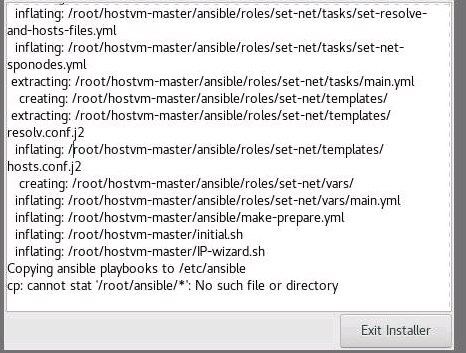 inflating: /root/hostvm-master/ansible/roles/set-net/tasks/set-resolve-
and-hosts-files.yml
inflating: /root/hostvm-master/ansible/roles/set-net/tasks/set-net-
sponodes.yml
extracting: /root/hostvm-master/ansible/roles/set-net/tasks/main.yml
creating: /root/hostvm-master/ansible/roles/set-net/templates/
extracting: /root/hostvm-master/ansible/roles/set-net/templates/
resolv.conf.j2
inflating: /root/hostvm-master/ansible/roles/set-net/templates/
hosts.conf.j2
creating: /root/hostvm-master/ansible/roles/set-net/vars/
inflating: /root/hostvm-master/ansible/roles/set-net/vars/main.yml
inflating: /root/hostvm-master/ansible/make-prepare.yml
inflating: /root/hostvm-master/initial.sh
inflating: /root/hostvm-master/IP-wizard.sh
Copying ansible playbooks to /etc/ansible
cp: cannot stat '/root/ansible/*': No such file or directory
Exit Installer